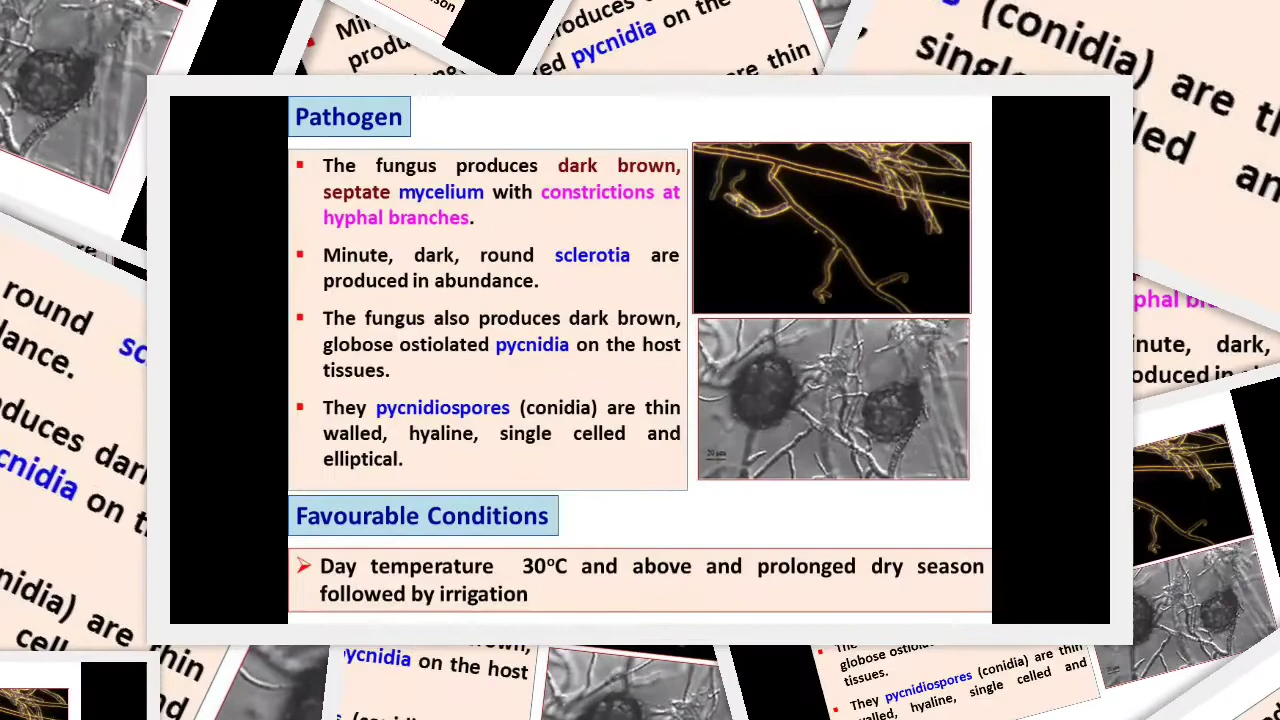 Pathogen
▪ The fungus produces dark brown,
septate mycelium with constrictions at
hyphal branches.
▪ Minute, dark, round sclerotia are
produced in abundance.
▪ The fungus also produces dark brown,
globose ostiolated pycnidia on the host
tissues.
▪ They pycnidiospores (conidia) are thin
walled, hyaline, single celled and
elliptical.
20 µm
Favourable Conditions
➢ Day temperature 30°C and above and prolonged dry season
followed by irrigation